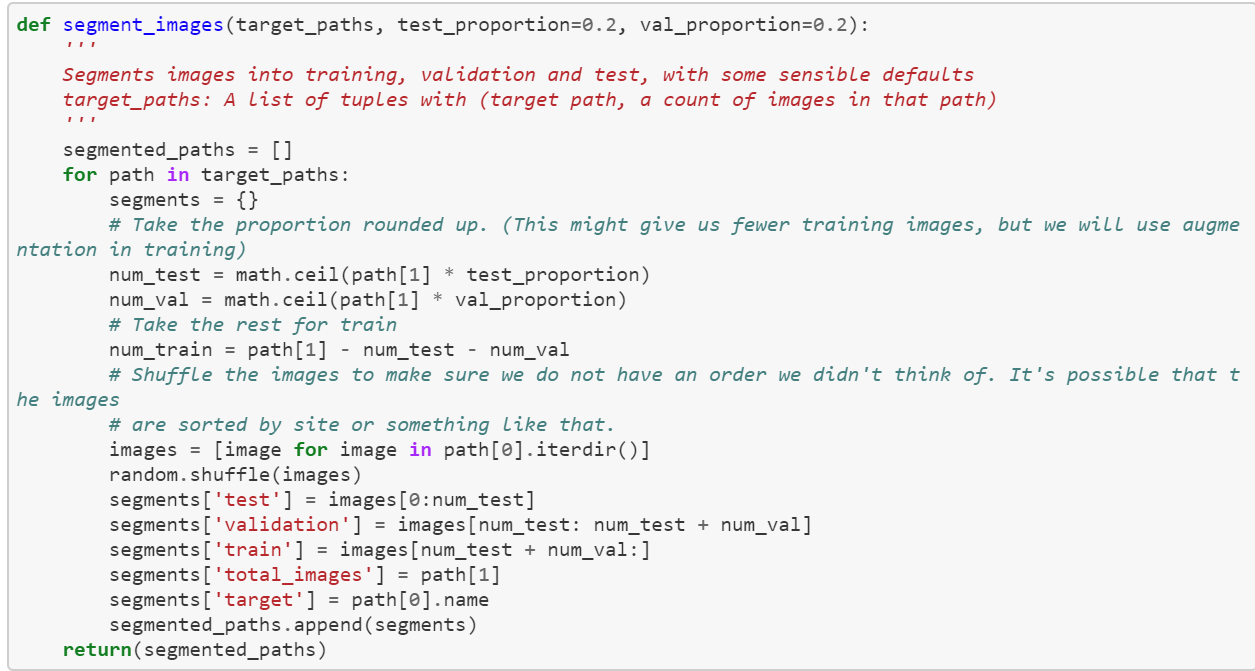 def segment_images(target_paths, test_proportion=0.2, val_proportion=0.2):
    '''
    Segments images into training, validation and test, with some sensible defaults
    target_paths: A list of tuples with (target path, a count of images in that path)
    '''
    segmented_paths = []
    for path in target_paths:
        segments = {}
        # Take the proportion rounded up. (This might give us fewer training images, but we will use augme
ntation in training)
        num_test = math.ceil(path[1] * test_proportion)
        num_val = math.ceil(path[1] * val_proportion)
        # Take the rest for train
        num_train = path[1] - num_test - num_val
        # Shuffle the images to make sure we do not have an order we didn't think of. It's possible that t
he images
        # are sorted by site or something like that.
        images = [image for image in path[0].iterdir()]
        random.shuffle(images)
        segments['test'] = images[0:num_test]
        segments['validation'] = images[num_test: num_test + num_val]
        segments['train'] = images[num_test + num_val:]
        segments['total_images'] = path[1]
        segments['target'] = path[0].name
        segmented_paths.append(segments)
    return(segmented_paths)